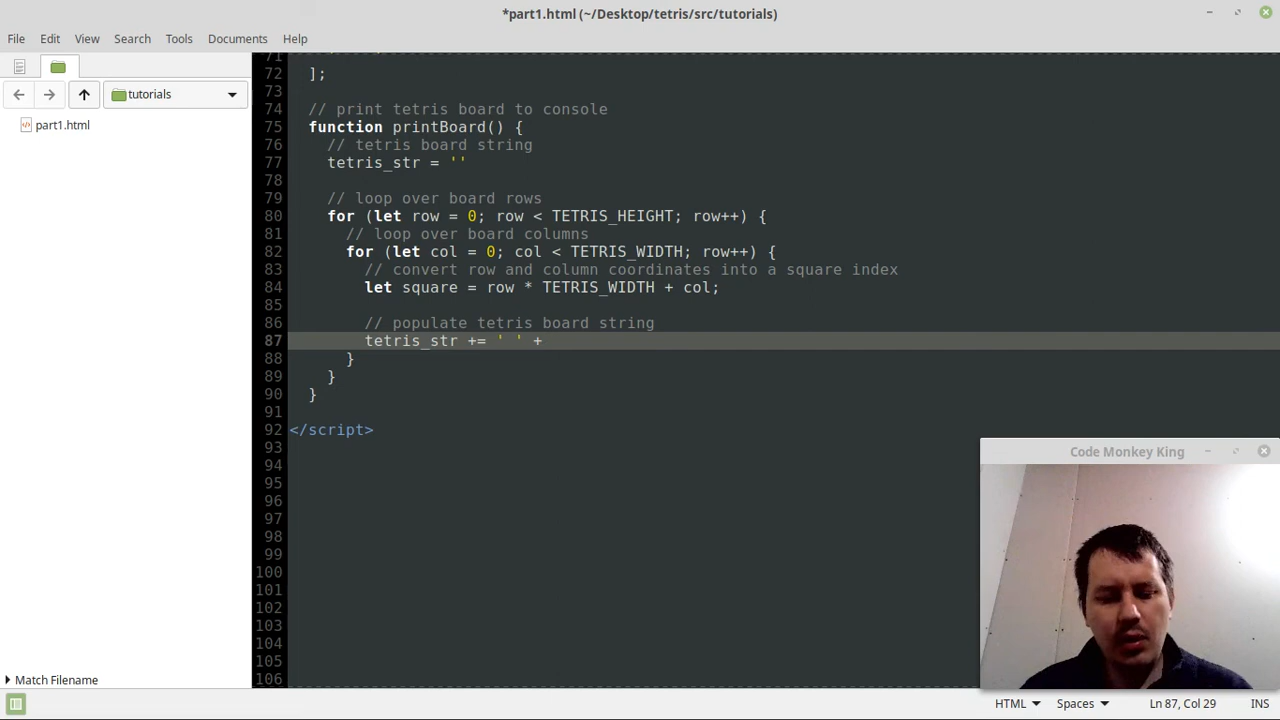 *part1.html (~/Desktop/tetris/src/tutorials)
File Edit View Search Tools Documents Help
tutorials
part1.html
71
72 ];
73
74 // print tetris board to console
75 function printBoard() {
76 // tetris board string
77 tetris_str = ''
78
79 // loop over board rows
80 for (let row = 0; row < TETRIS_HEIGHT; row++) {
81 // loop over board columns
82 for (let col = 0; col < TETRIS_WIDTH; row++) {
83 // convert row and column coordinates into a square index
84 let square = row * TETRIS_WIDTH + col;
85
86 // populate tetris board string
87 tetris_str += ' ' +
88 }
89 }
90 }
91
92 </script>
93
94
95
96
97
98
99
100
101
102
103
104
105
106
Code Monkey King
Match Filename
HTML Spaces Ln 87, Col 29 INS